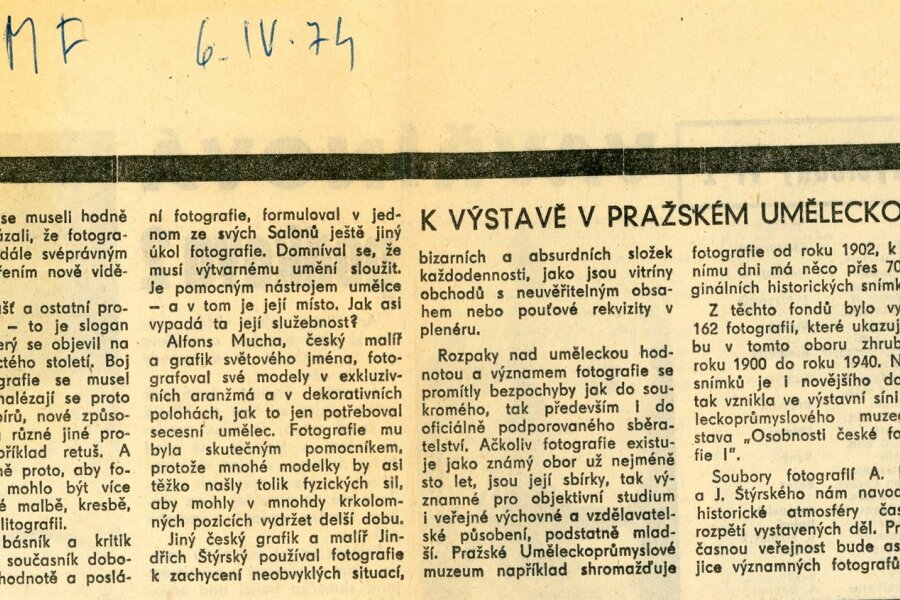 MF 6. IV. 74
se museli hodně
ázali, že fotogra-
dále svéprávným
řením nově vidě-
ášť a ostatní pro-
– to je slogan
erý se objevil na
ctého století. Boj
grafie se musel
nalézají se proto
pírů, nové způso-
různé jiné pro-
příklad retuš. A
ně proto, aby fo-
mohlo být více
é malbě, kresbě,
litografii.
básník a kritik
současník dobo-
hodnotě a poslá-
ní fotografie, formuloval v jed-
nom ze svých Salonů ještě jiný
úkol fotografie. Domníval se, že
musí výtvarnému umění sloužit.
Je pomocným nástrojem umělce
– a v tom je její místo. Jak asi
vypadá ta její služebnost?
Alfons Mucha, český malíř
a grafik světového jména, foto-
grafoval své modely v exkluziv-
ních aranžmá a v dekorativních
polohách, jak to jen potřeboval
secesní umělec. Fotografie mu
byla skutečným pomocníkem,
protože mnohé modelky by asi
těžko našly tolik fyzických sil,
aby mohly v mnohdy krkolom-
ných pozicích vydržet delší dobu.
Jiný český grafik a malíř Jin-
dřich Štýrský používal fotografie
k zachycení neobvyklých situací,
K VÝSTAVĚ V PRAŽSKÉM UMĚLECKO
bizarních a absurdních složek
každodennosti, jako jsou vitríny
obchodů s neuvěřitelným obsa-
hem nebo pouťové rekvizity v
plenéru.
Rozpaky nad uměleckou hod-
notou a významem fotografie se
promítly bezpochyby jak do sou-
kromého, tak především i do
oficiálně podporovaného sběra-
telství. Ačkoliv fotografie existu-
je jako známý obor už nejméně
sto let, jsou její sbírky, tak vý-
znamné pro objektivní studium
i veřejné výchovné a vzdělavatel-
ské působení, podstatně mlad-
ší. Pražské Uměleckoprůmyslové
muzeum například shromažďuje
fotografie od roku 1902, k
nímu dni má něco přes 70
ginálních historických snímk
Z těchto fondů bylo vy
162 fotografií, které ukazuj
bu v tomto oboru zhrub
roku 1900 do roku 1940. N
snímků je i novějšího da
tak vznikla ve výstavní síni
leckoprůmyslového muze
stava „Osobnosti české fo
fie I".
Soubory fotografií A.
a J. Štýrského nám navod
historické atmosféry čas
rozpětí vystavených děl. Pr
časnou veřejnost bude as
jice významných fotografů